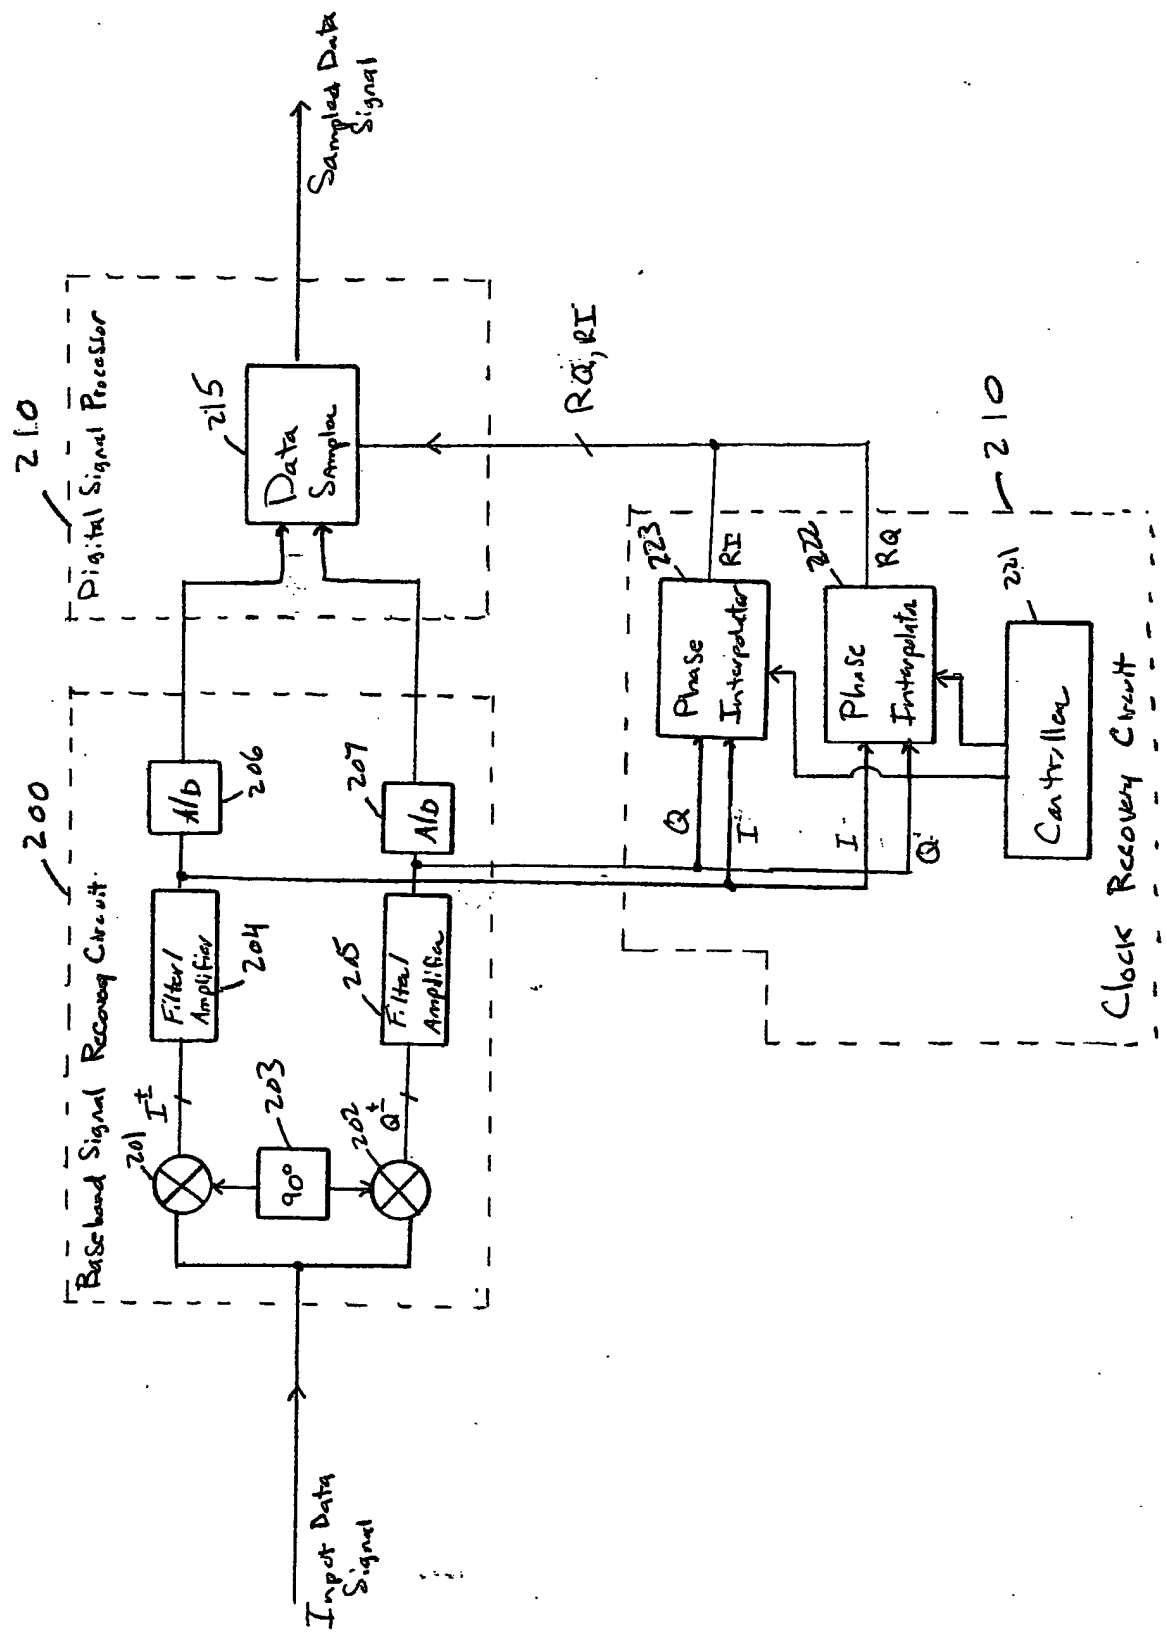 200
Baseband Signal Recovery Circuit
201
I±
Filter/
Amplifier
204
A/D
206
90°
203
202
Q±
Filter/
Amplifier
205
A/D
207
Input Data
Signal
210
Digital Signal Processor
215
Data
Sampler
Sampled Data
Signal
RQ, RI
Q
I
Phase
Interpolator
223
RI
I
Q
Phase
Interpolator
222
RQ
Controller
221
Clock Recovery Circuit
210